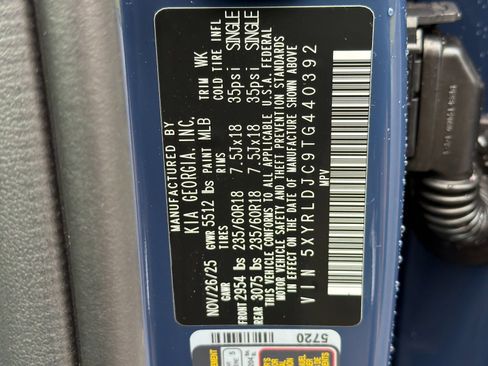 MANUFACTURED BY
KIA GEORGIA, INC.
NOV/26/25 GVWR 5512 lbs PAINT MLB TRIM WK
GAWR TIRES RIMS COLD TIRE INFL
FRONT 2954 lbs 235/60R18 7.5Jx18 35psi SINGLE
REAR 3075 lbs 235/60R18 7.5Jx18 35psi SINGLE
THIS VEHICLE CONFORMS TO ALL APPLICABLE U.S.A. FEDERAL
MOTOR VEHICLE SAFETY AND THEFT PREVENTION STANDARDS
IN EFFECT ON THE DATE OF MANUFACTURE SHOWN ABOVE
VIN 5XYRLDJC9TG440392
MPV
5720